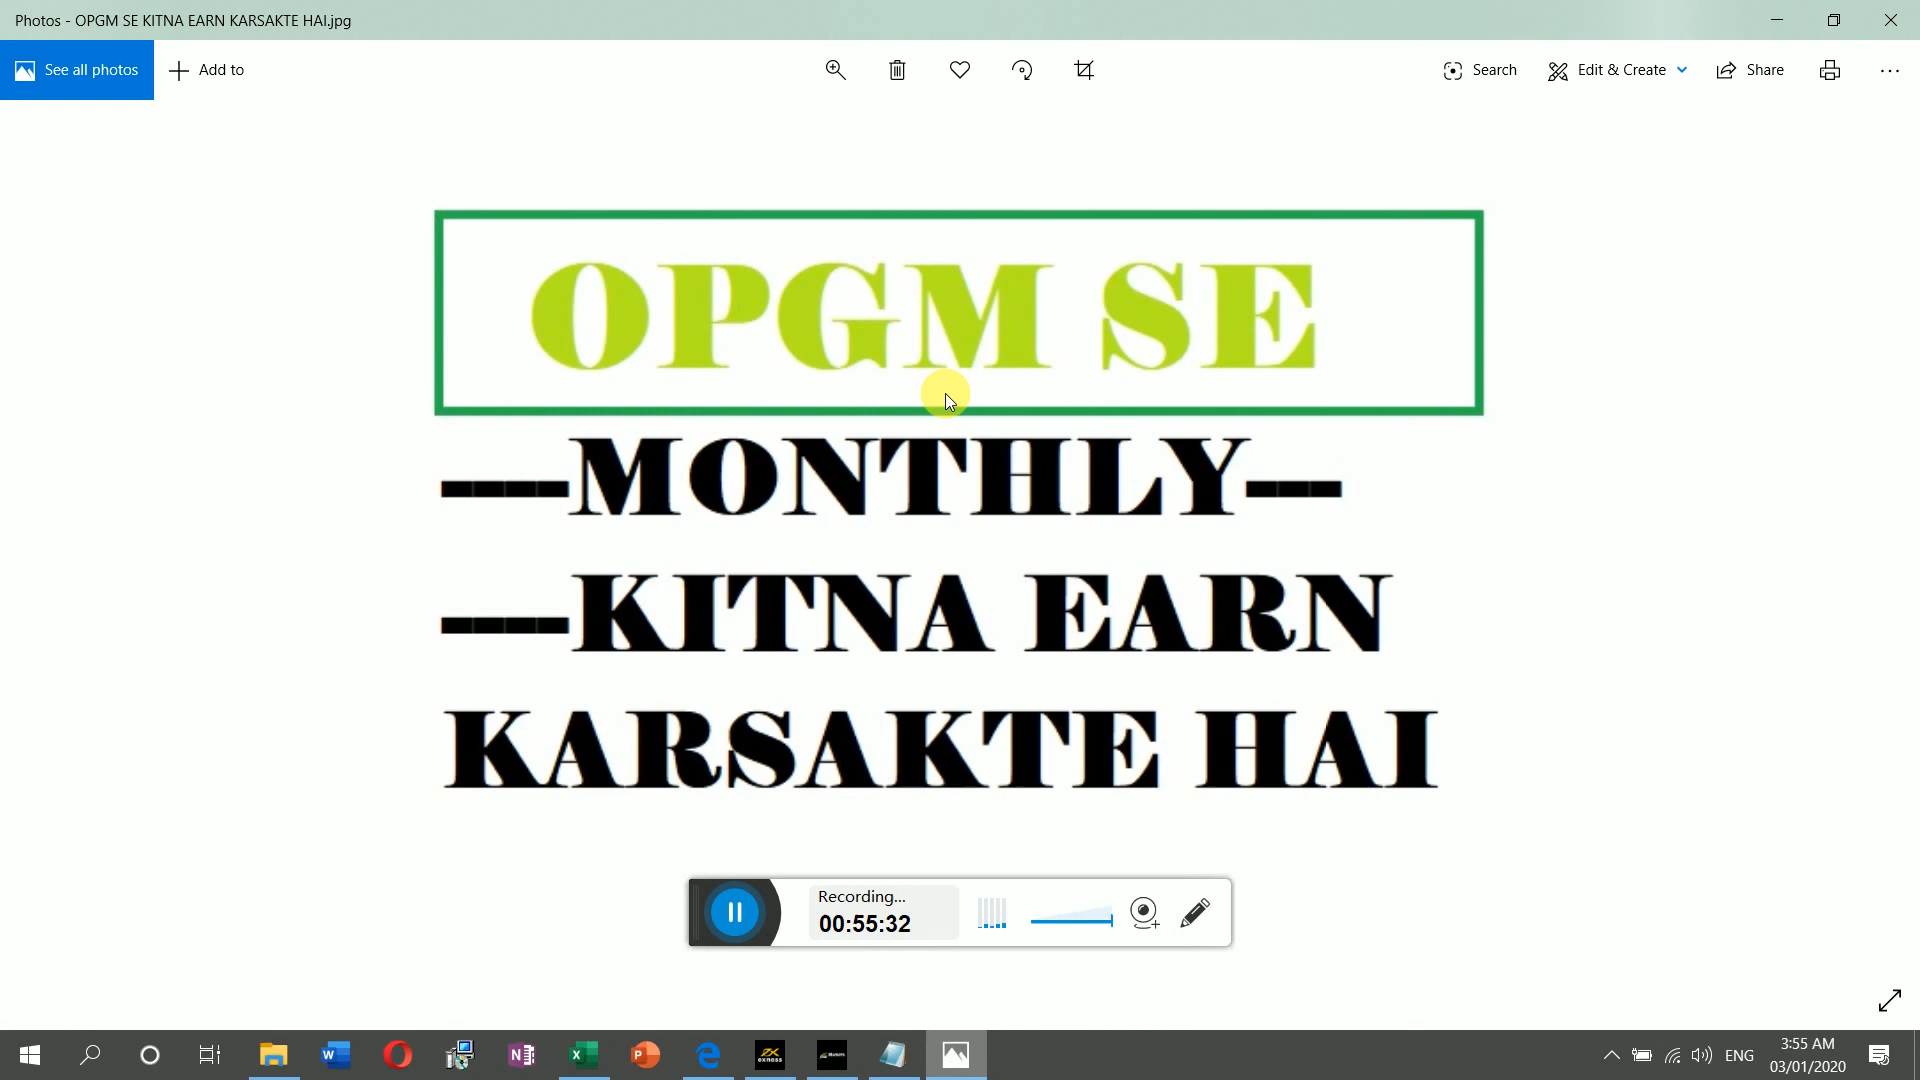 Photos - OPGM SE KITNA EARN KARSAKTE HAI.jpg
See all photos
Add to
Search
Edit & Create
Share
OPGM SE
----MONTHLY---
----KITNA EARN
KARSAKTE HAI
Recording...
00:55:32
ENG
3:55 AM
03/01/2020
exness